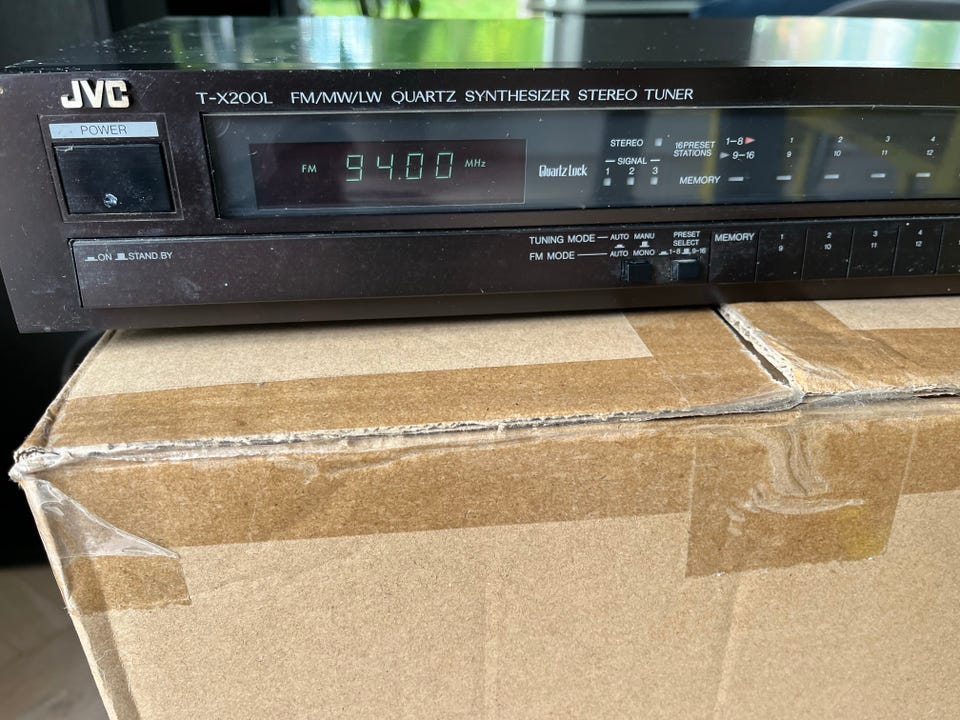 JVC
T-X200L FM/MW/LW QUARTZ SYNTHESIZER STEREO TUNER
POWER
FM 94.00 MHz
Quartz Lock
STEREO
SIGNAL
1 2 3
16PRESET STATIONS
1-8
9-16
MEMORY
1 2 3 4
9 10 11 12
ON STAND BY
TUNING MODE AUTO MANU
FM MODE AUTO MONO
PRESET
SELECT
1-8 9-16
MEMORY
1 2 3 4
9 10 11 12